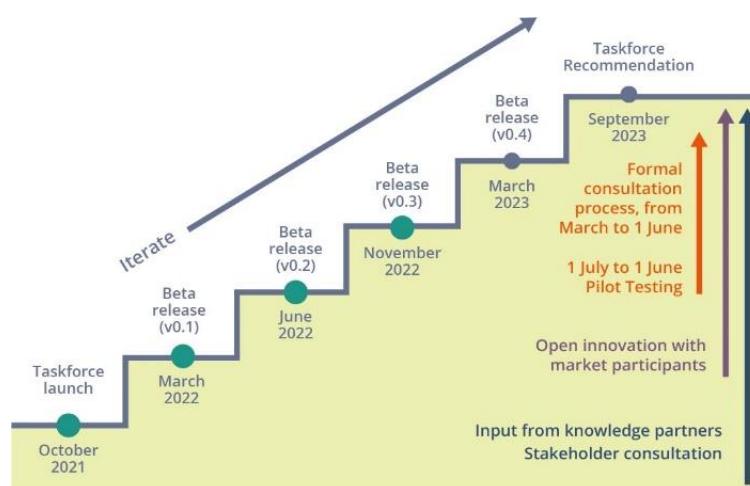 Taskforce
Recommendation
September
2023
Beta
release
(v0.4)
March
2023
Beta
release
(v0.3)
November
2022
Beta
release
(v0.2)
June
2022
Beta
release
(v0.1)
March
2022
Taskforce
launch
October
2021
Iterate
Formal
consultation
process, from
March to 1 June
1 July to 1 June
Pilot Testing
Open innovation with
market participants
Input from knowledge partners
Stakeholder consultation